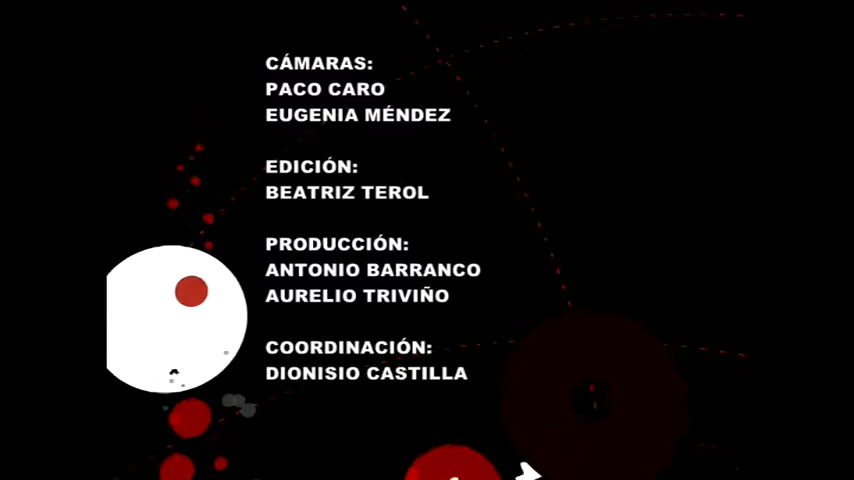 CÁMARAS:
PACO CARO
EUGENIA MÉNDEZ
EDICIÓN:
BEATRIZ TEROL
PRODUCCIÓN:
ANTONIO BARRANCO
AURELIO TRIVIÑO
COORDINACIÓN:
DIONISIO CASTILLA